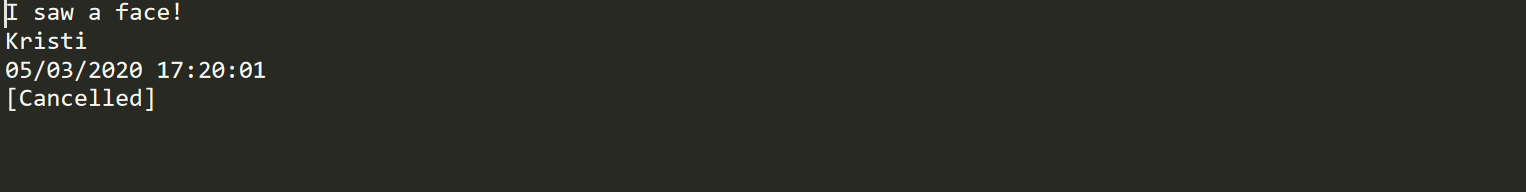 I saw a face!
Kristi
05/03/2020 17:20:01
[Cancelled]